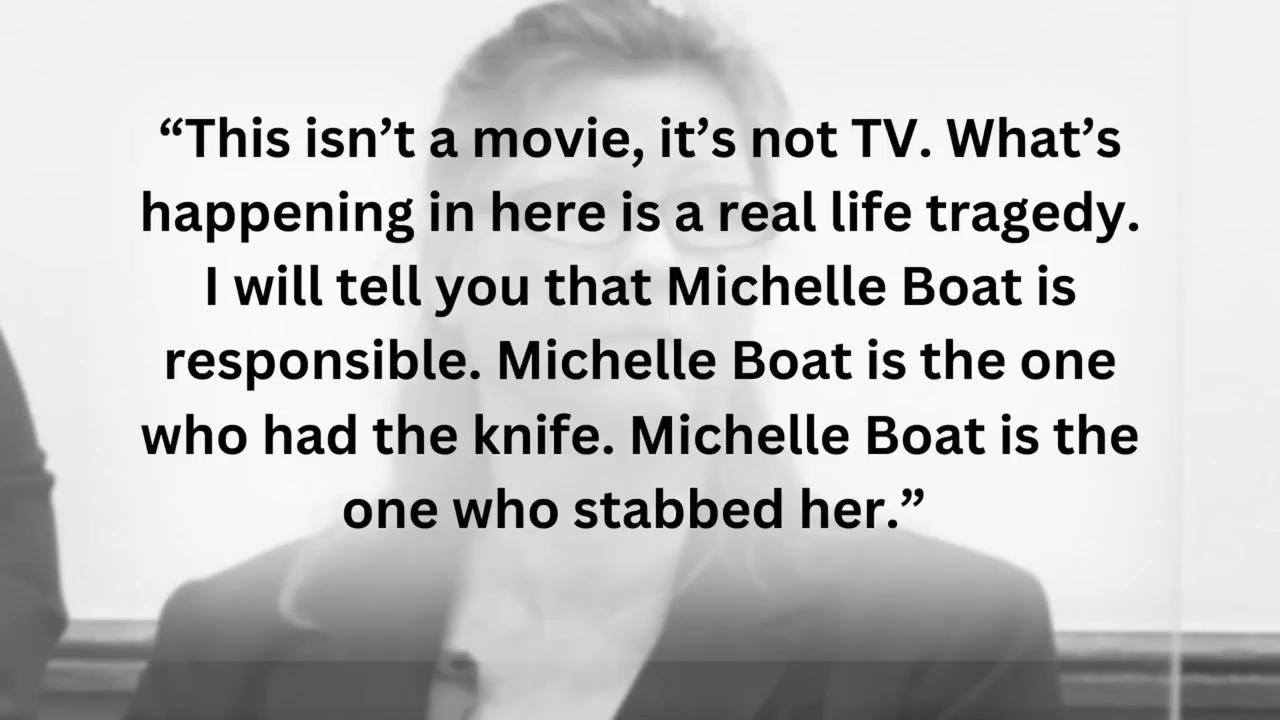 “This isn’t a movie, it’s not TV. What’s
happening in here is a real life tragedy.
I will tell you that Michelle Boat is
responsible. Michelle Boat is the one
who had the knife. Michelle Boat is the
one who stabbed her.”